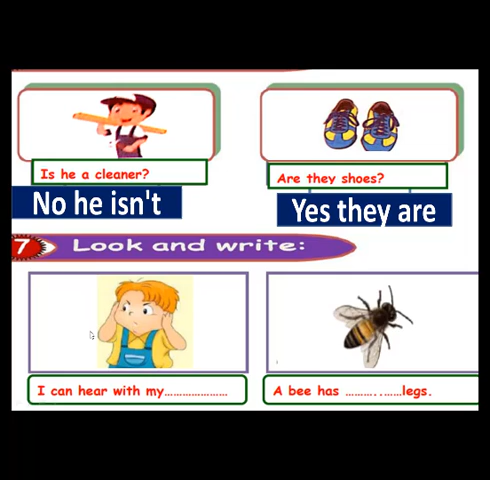 Is he a cleaner?
Are they shoes?
No he isn't
Yes they are
7 Look and write:
I can hear with my.....................
A bee has ..................legs.